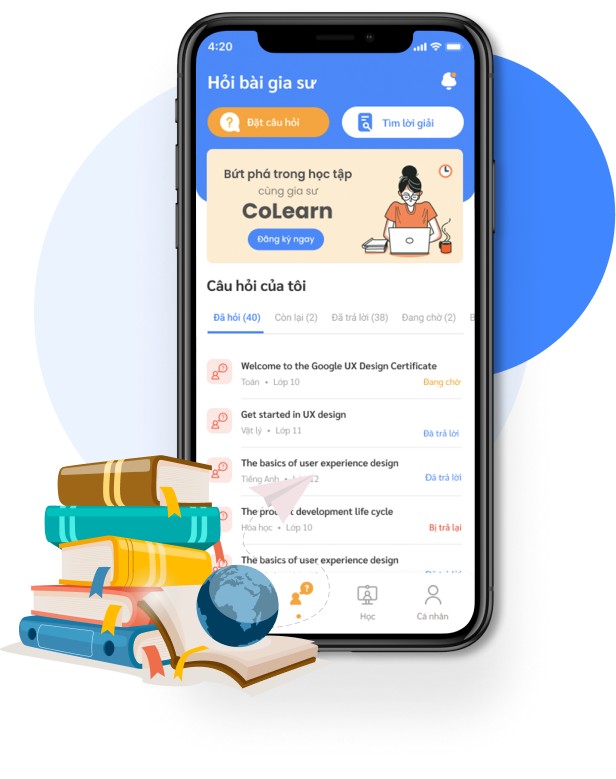 4:20
Hỏi bài gia sư
Đặt câu hỏi
Tìm lời giải
Bứt phá trong học tập
cùng gia sư
CoLearn
Đăng ký ngay
Câu hỏi của tôi
Đã hỏi (40) Còn lại (2) Đã trả lời (38) Đang chờ (2) B
Welcome to the Google UX Design Certificate
Toán • Lớp 10 Đang chờ
Get started in UX design
Vật lý • Lớp 11 Đã trả lời
The basics of user experience design
Tiếng Anh • 12 Đã trả lời
The product development life cycle
Hóa học • Lớp 10 Bị trả lại
The basics of user experience design
Học
Cá nhân